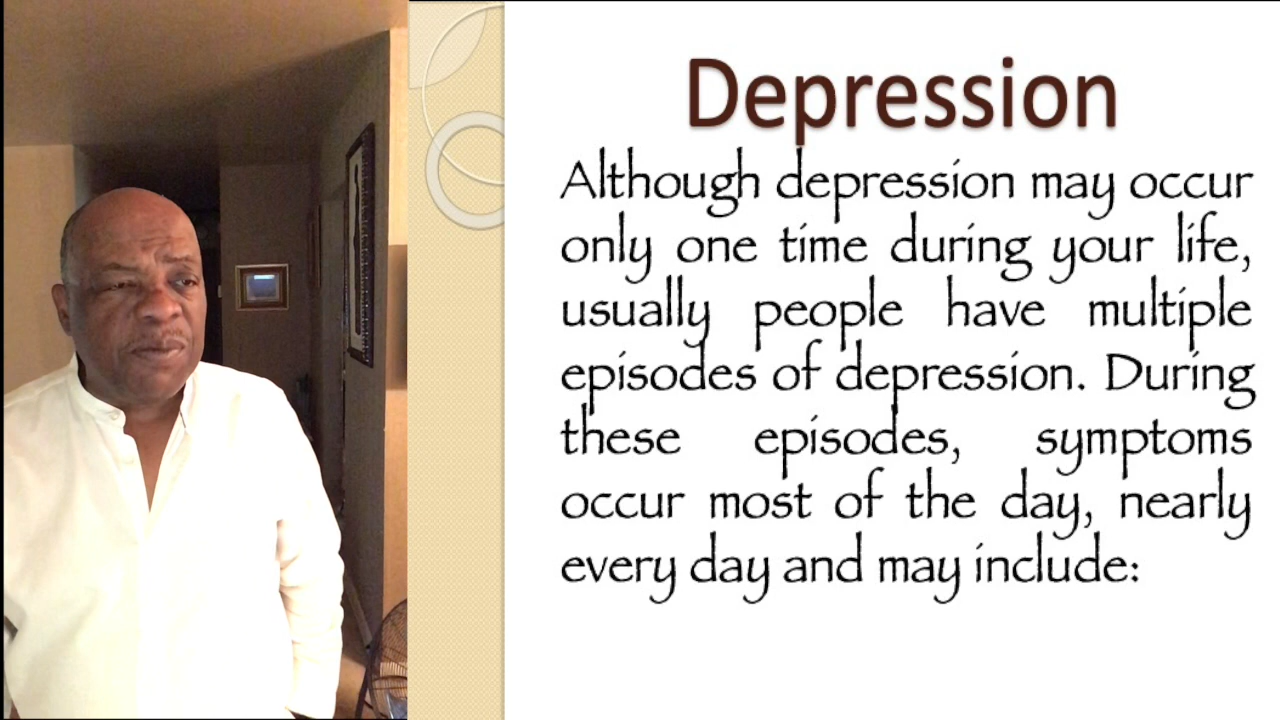 Depression
Although depression may occur
only one time during your life,
usually people have multiple
episodes of depression. During
these episodes, symptoms
occur most of the day, nearly
every day and may include: